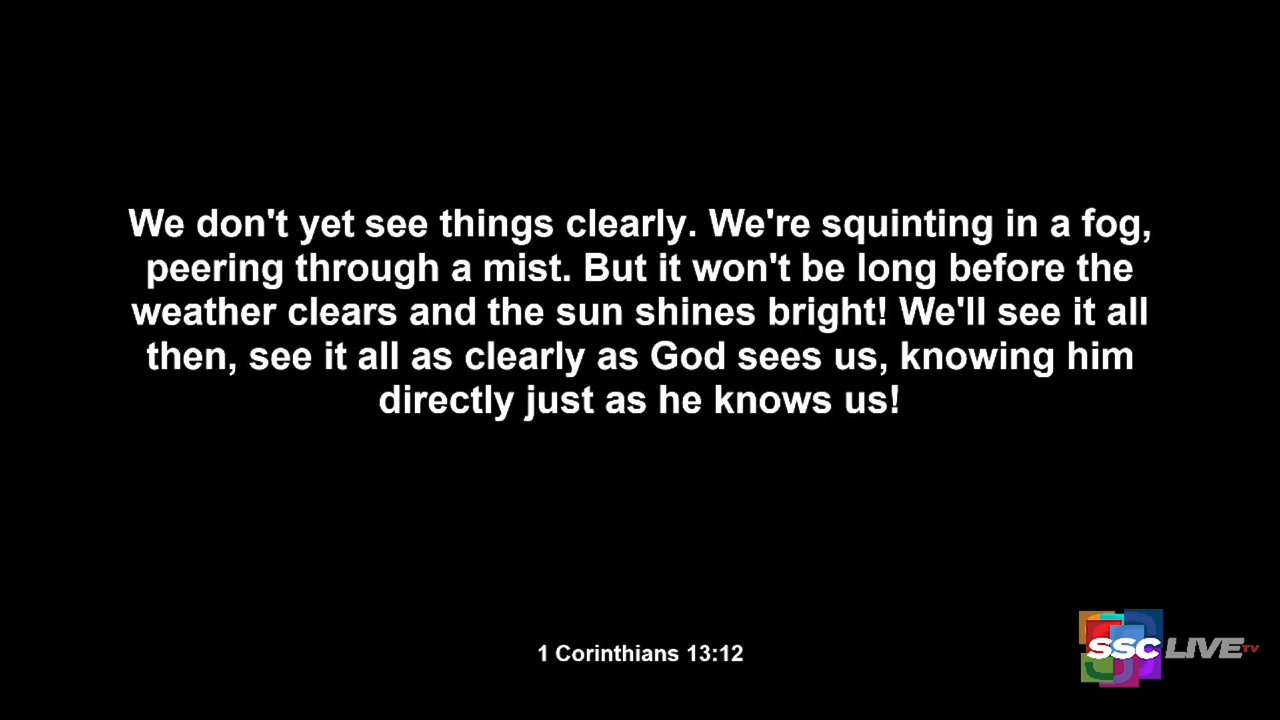 We don't yet see things clearly. We're squinting in a fog,
peering through a mist. But it won't be long before the
weather clears and the sun shines bright! We'll see it all
then, see it all as clearly as God sees us, knowing him
directly just as he knows us!
1 Corinthians 13:12
SSC LIVE TV